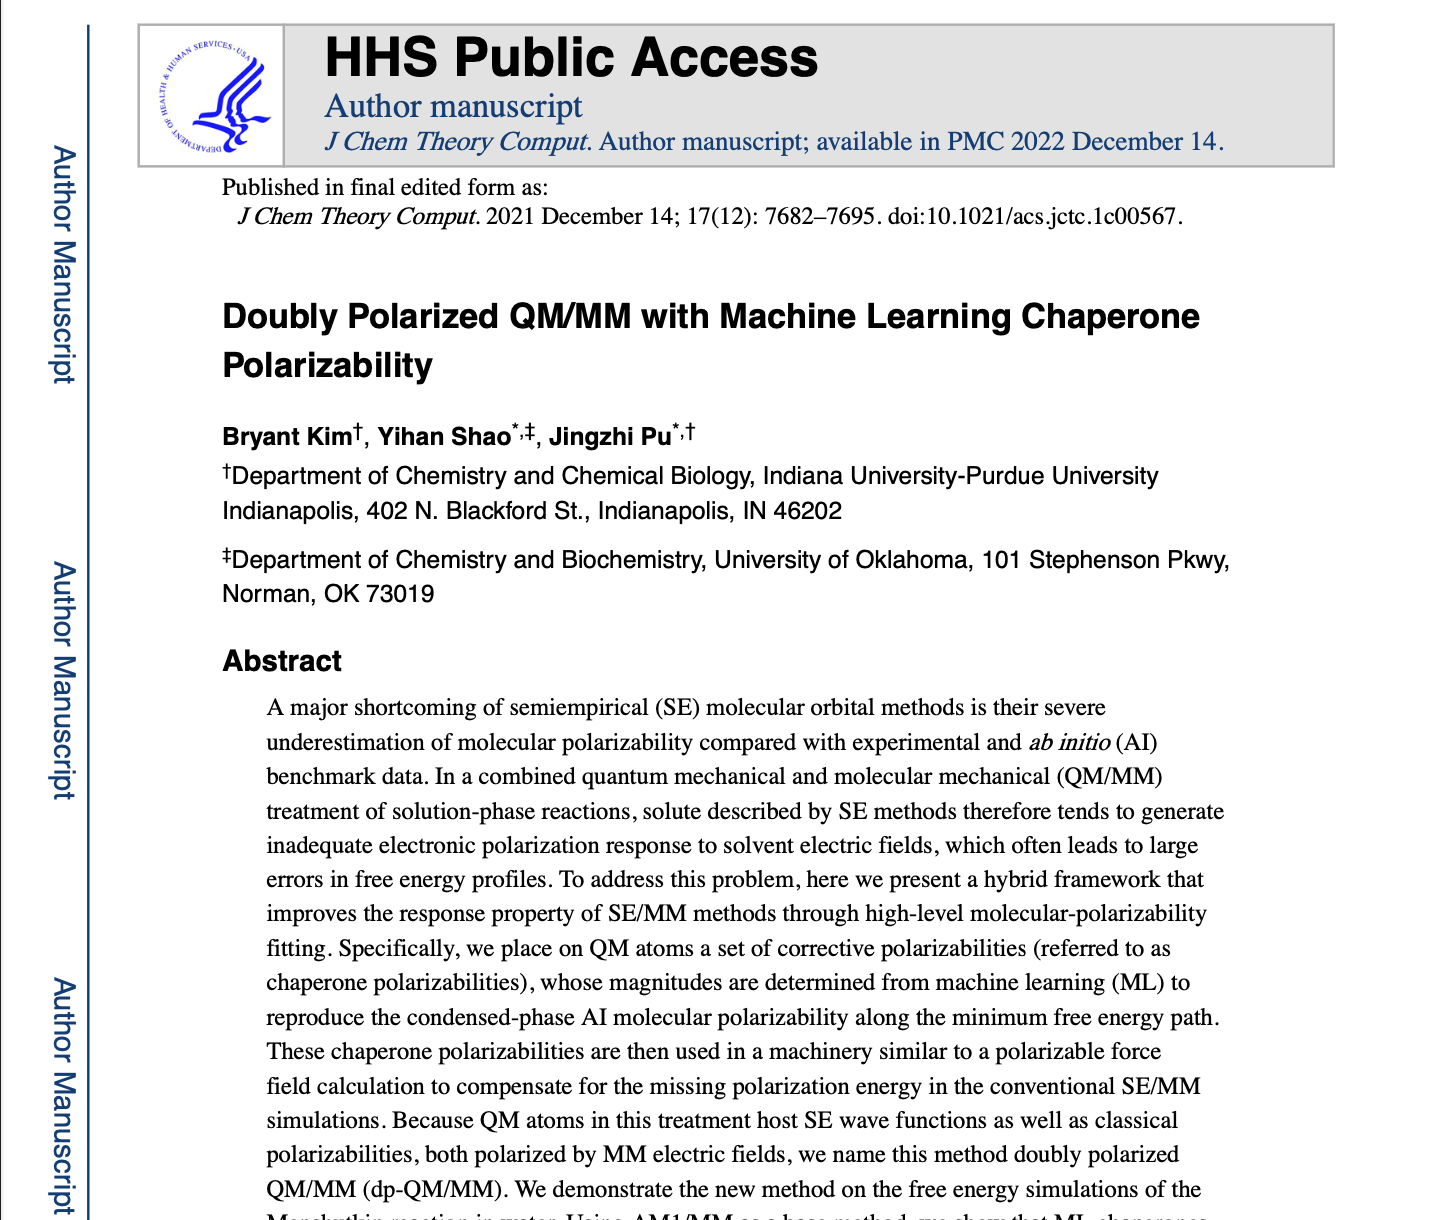 HHS Public Access
Author manuscript
J Chem Theory Comput. Author manuscript; available in PMC 2022 December 14.
DEPARTMENT OF HEALTH & HUMAN SERVICES · USA
Published in final edited form as:
J Chem Theory Comput. 2021 December 14; 17(12): 7682–7695. doi:10.1021/acs.jctc.1c00567.
Doubly Polarized QM/MM with Machine Learning Chaperone
Polarizability
Bryant Kim†, Yihan Shao*,‡, Jingzhi Pu*,†
†Department of Chemistry and Chemical Biology, Indiana University-Purdue University
Indianapolis, 402 N. Blackford St., Indianapolis, IN 46202
‡Department of Chemistry and Biochemistry, University of Oklahoma, 101 Stephenson Pkwy,
Norman, OK 73019
Abstract
A major shortcoming of semiempirical (SE) molecular orbital methods is their severe
underestimation of molecular polarizability compared with experimental and ab initio (AI)
benchmark data. In a combined quantum mechanical and molecular mechanical (QM/MM)
treatment of solution-phase reactions, solute described by SE methods therefore tends to generate
inadequate electronic polarization response to solvent electric fields, which often leads to large
errors in free energy profiles. To address this problem, here we present a hybrid framework that
improves the response property of SE/MM methods through high-level molecular-polarizability
fitting. Specifically, we place on QM atoms a set of corrective polarizabilities (referred to as
chaperone polarizabilities), whose magnitudes are determined from machine learning (ML) to
reproduce the condensed-phase AI molecular polarizability along the minimum free energy path.
These chaperone polarizabilities are then used in a machinery similar to a polarizable force
field calculation to compensate for the missing polarization energy in the conventional SE/MM
simulations. Because QM atoms in this treatment host SE wave functions as well as classical
polarizabilities, both polarized by MM electric fields, we name this method doubly polarized
QM/MM (dp-QM/MM). We demonstrate the new method on the free energy simulations of the
Author Manuscript
Author Manuscript
Author Manuscript